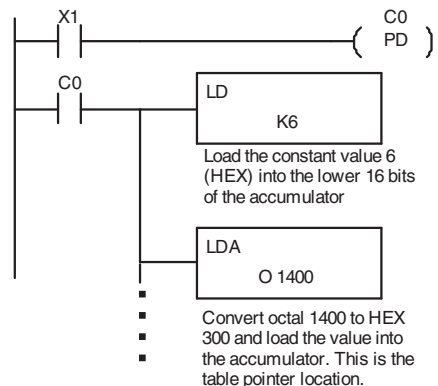 X1
C0
PD
C0
LD
K6
Load the constant value 6
(HEX) into the lower 16 bits
of the accumulator
LDA
O 1400
Convert octal 1400 to HEX
300 and load the value into
the accumulator. This is the
table pointer location.